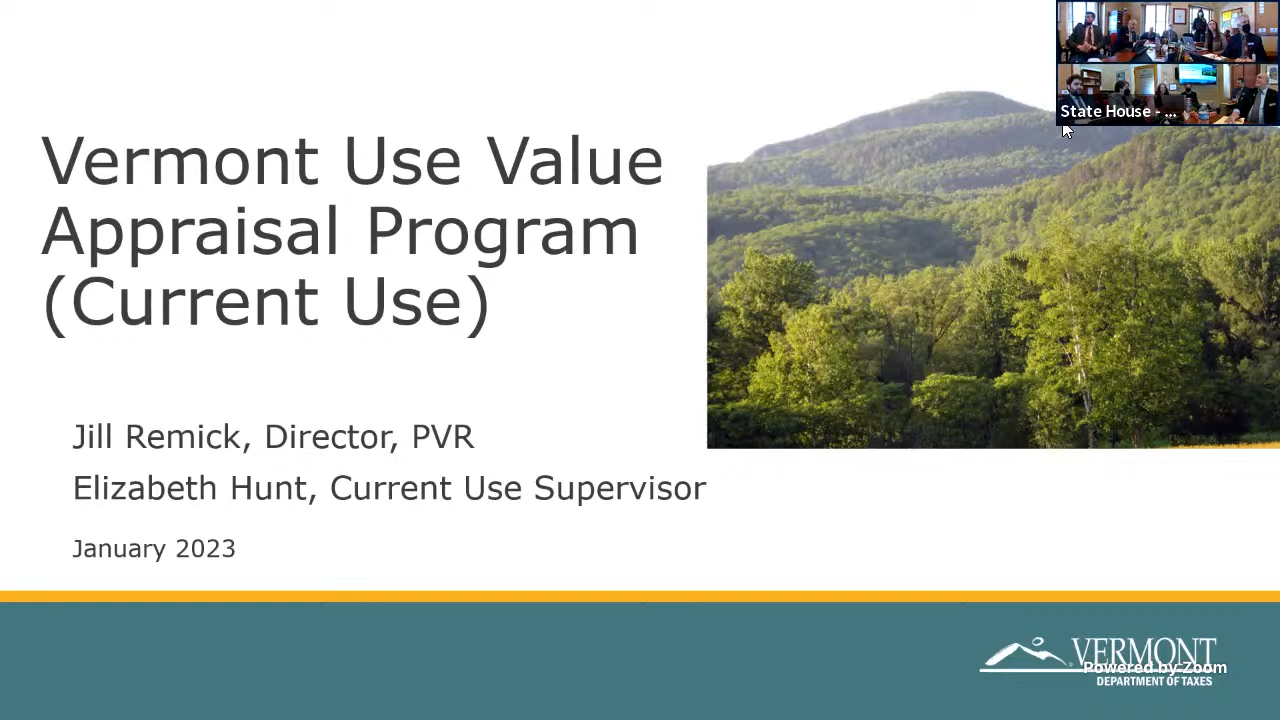 State House - ...
Vermont Use Value
Appraisal Program
(Current Use)
Jill Remick, Director, PVR
Elizabeth Hunt, Current Use Supervisor
January 2023
VERMONT
Powered by Zoom
DEPARTMENT OF TAXES